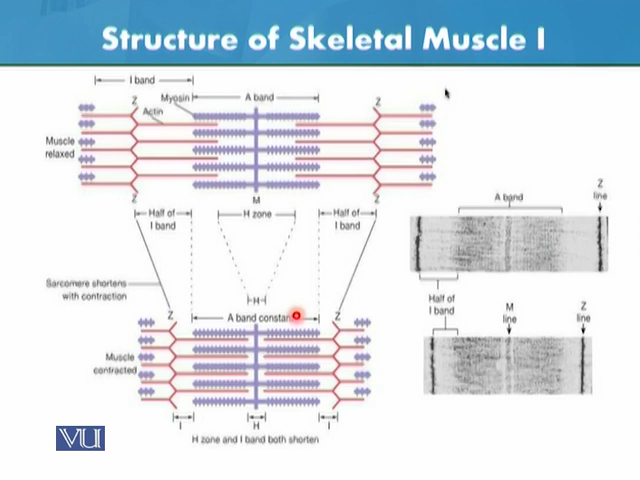 Structure of Skeletal Muscle I
I band
Myosin
A band
Z
Z
Actin
Muscle
relaxed
Z
M
Z
Half of
I band
H zone
Half of
I band
A band
Z
line
Sarcomere shortens
with contraction
H
Z
A band constan
Z
Half of
I band
M
line
Z
line
Muscle
contracted
I
H
I
H zone and I band both shorten
VU